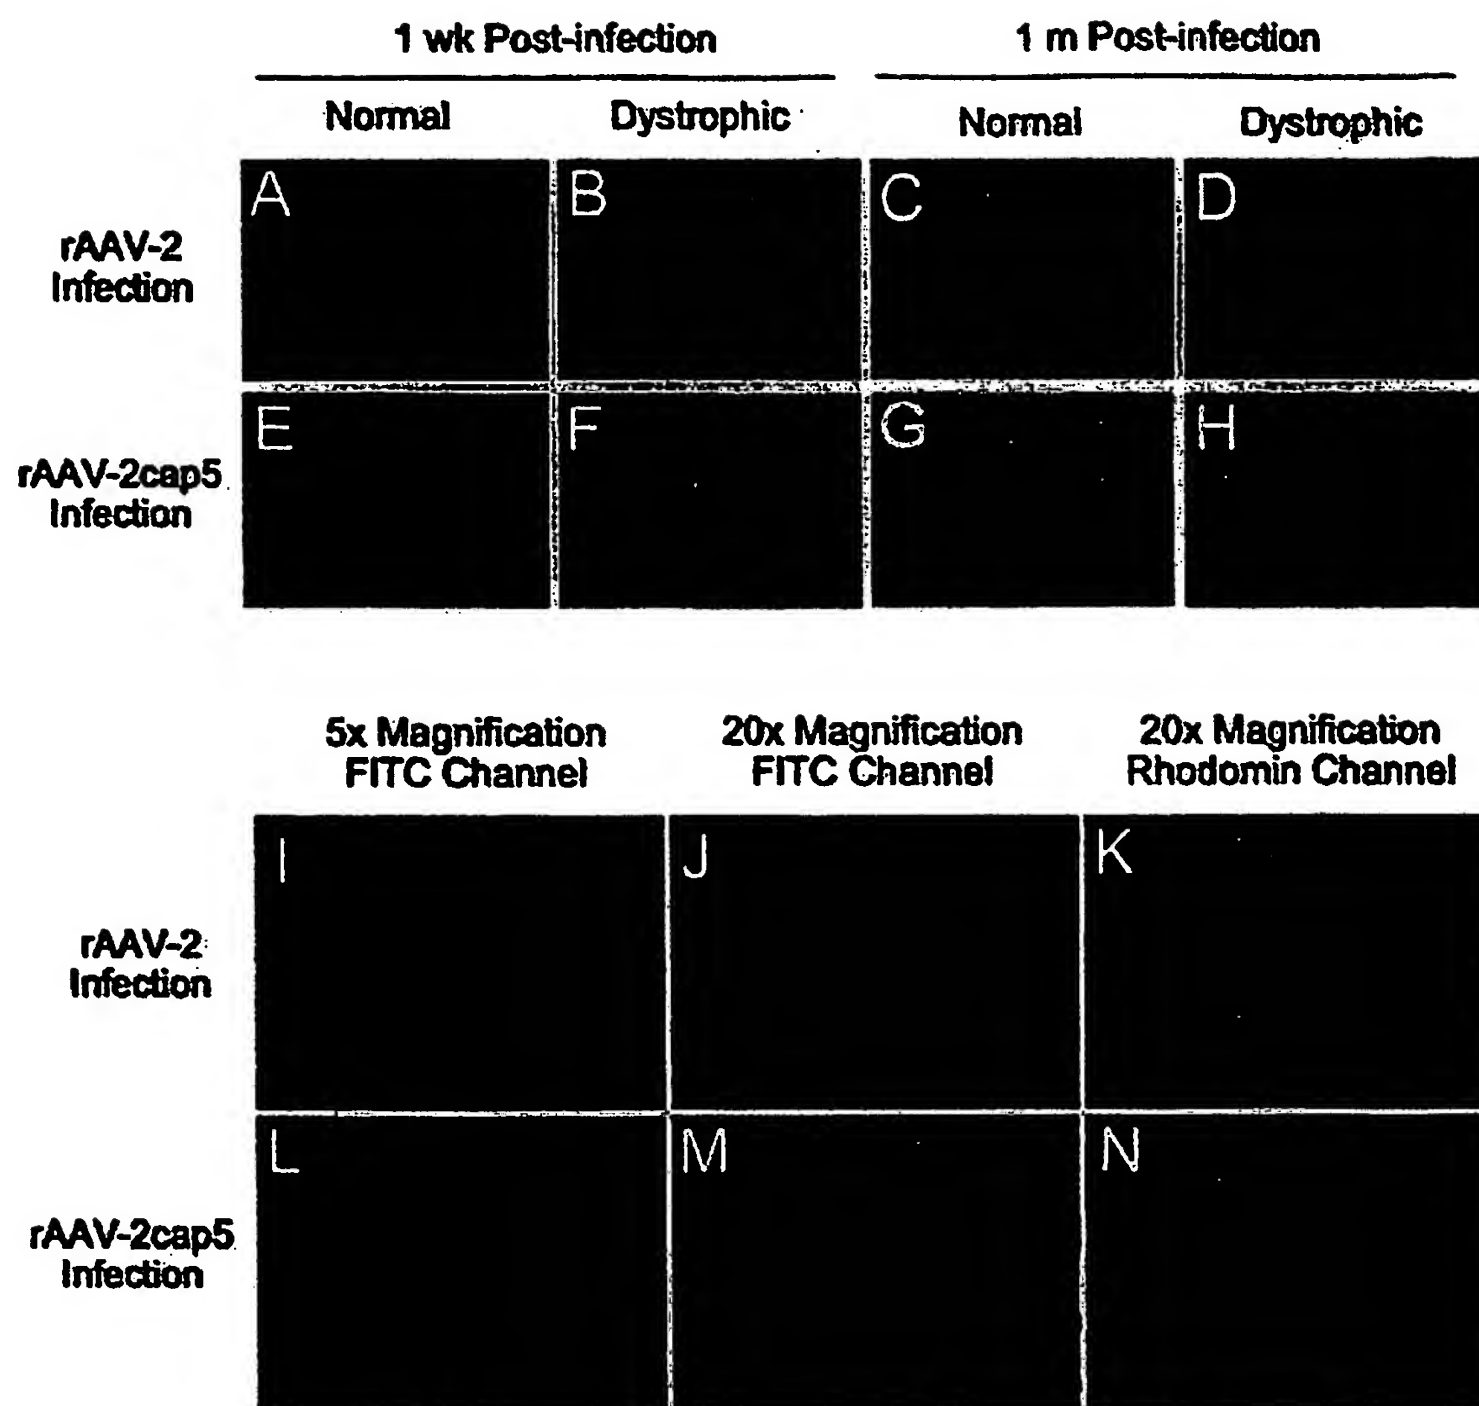 1 wk Post-infection 1 m Post-infection
Normal Dystrophic Normal Dystrophic
A B C D
rAAV-2
Infection
E F G H
rAAV-2cap5
Infection
5x Magnification 20x Magnification 20x Magnification
FITC Channel FITC Channel Rhodomin Channel
I J K
rAAV-2
Infection
L M N
rAAV-2cap5
Infection